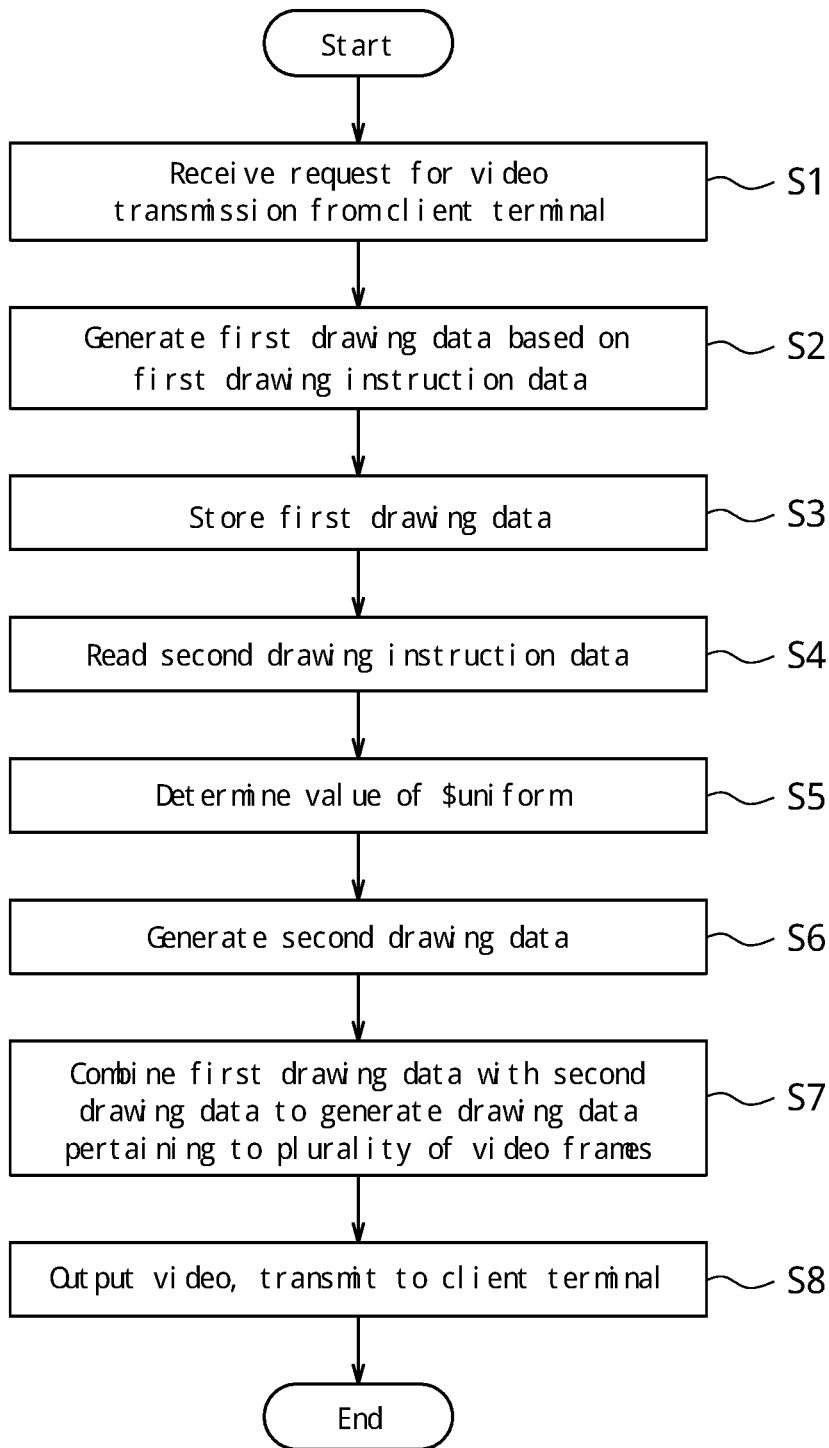 Start
Receive request for video
transmission from client terminal
S1
Generate first drawing data based on
first drawing instruction data
S2
Store first drawing data
S3
Read second drawing instruction data
S4
Determine value of $uniform
S5
Generate second drawing data
S6
Combine first drawing data with second
drawing data to generate drawing data
pertaining to plurality of video frames
S7
Output video, transmit to client terminal
S8
End